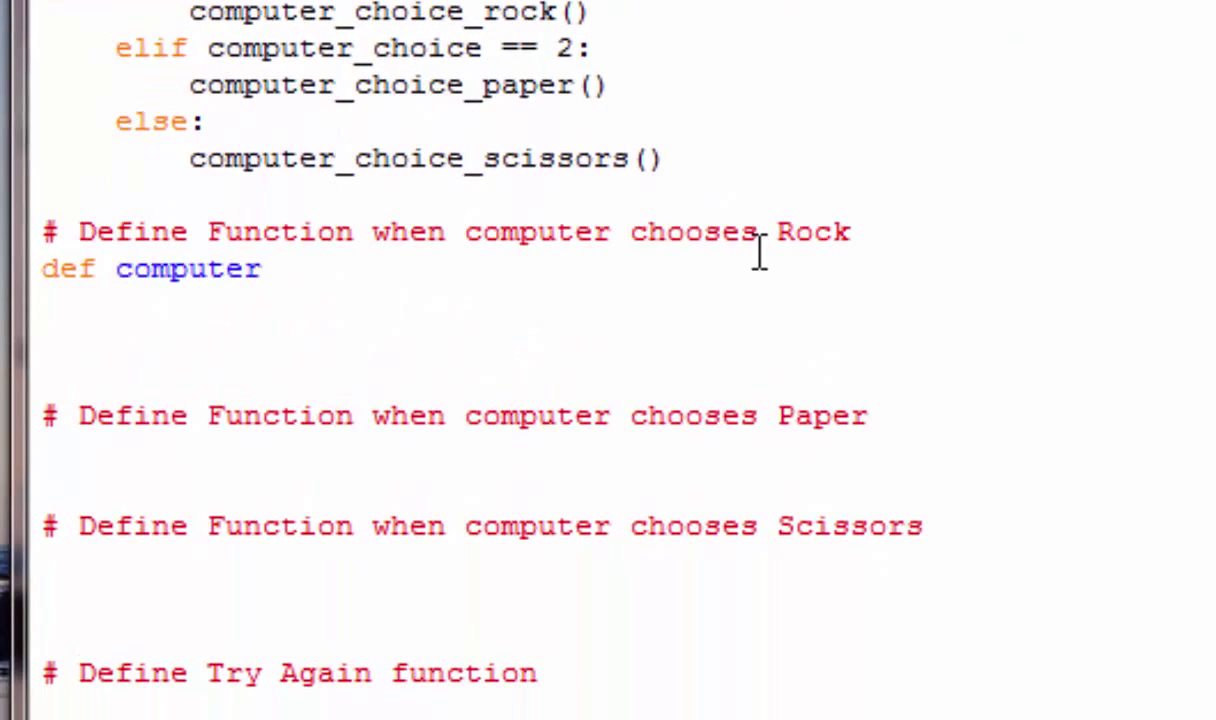 computer_choice_rock()
elif computer_choice == 2:
computer_choice_paper()
else:
computer_choice_scissors()
# Define Function when computer chooses Rock
def computer
# Define Function when computer chooses Paper
# Define Function when computer chooses Scissors
# Define Try Again function